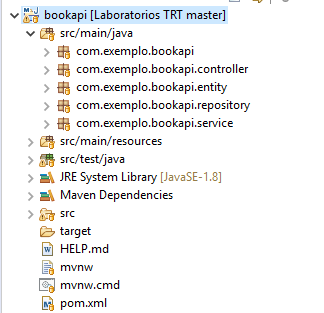 bookapi [Laboratorios TRT master]
src/main/java
com.exemplo.bookapi
com.exemplo.bookapi.controller
com.exemplo.bookapi.entity
com.exemplo.bookapi.repository
com.exemplo.bookapi.service
src/main/resources
src/test/java
JRE System Library [JavaSE-1.8]
Maven Dependencies
src
target
HELP.md
mvnw
mvnw.cmd
pom.xml